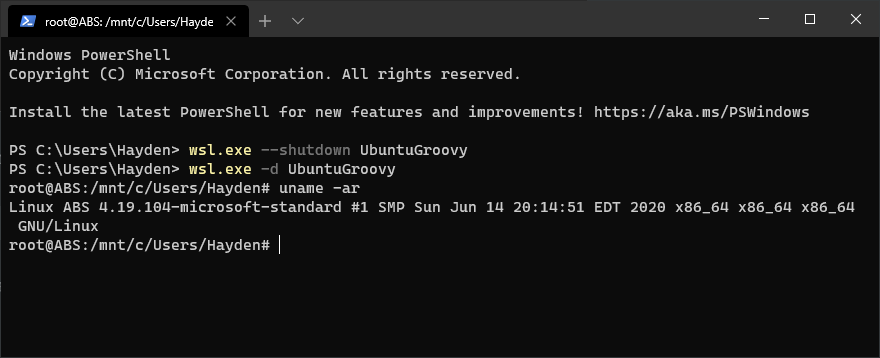 root@ABS: /mnt/c/Users/Hayde
Windows PowerShell
Copyright (C) Microsoft Corporation. All rights reserved.
Install the latest PowerShell for new features and improvements! https://aka.ms/PSWindows
PS C:\Users\Hayden> wsl.exe --shutdown UbuntuGroovy
PS C:\Users\Hayden> wsl.exe -d UbuntuGroovy
root@ABS:/mnt/c/Users/Hayden# uname -ar
Linux ABS 4.19.104-microsoft-standard #1 SMP Sun Jun 14 20:14:51 EDT 2020 x86_64 x86_64 x86_64
GNU/Linux
root@ABS:/mnt/c/Users/Hayden#